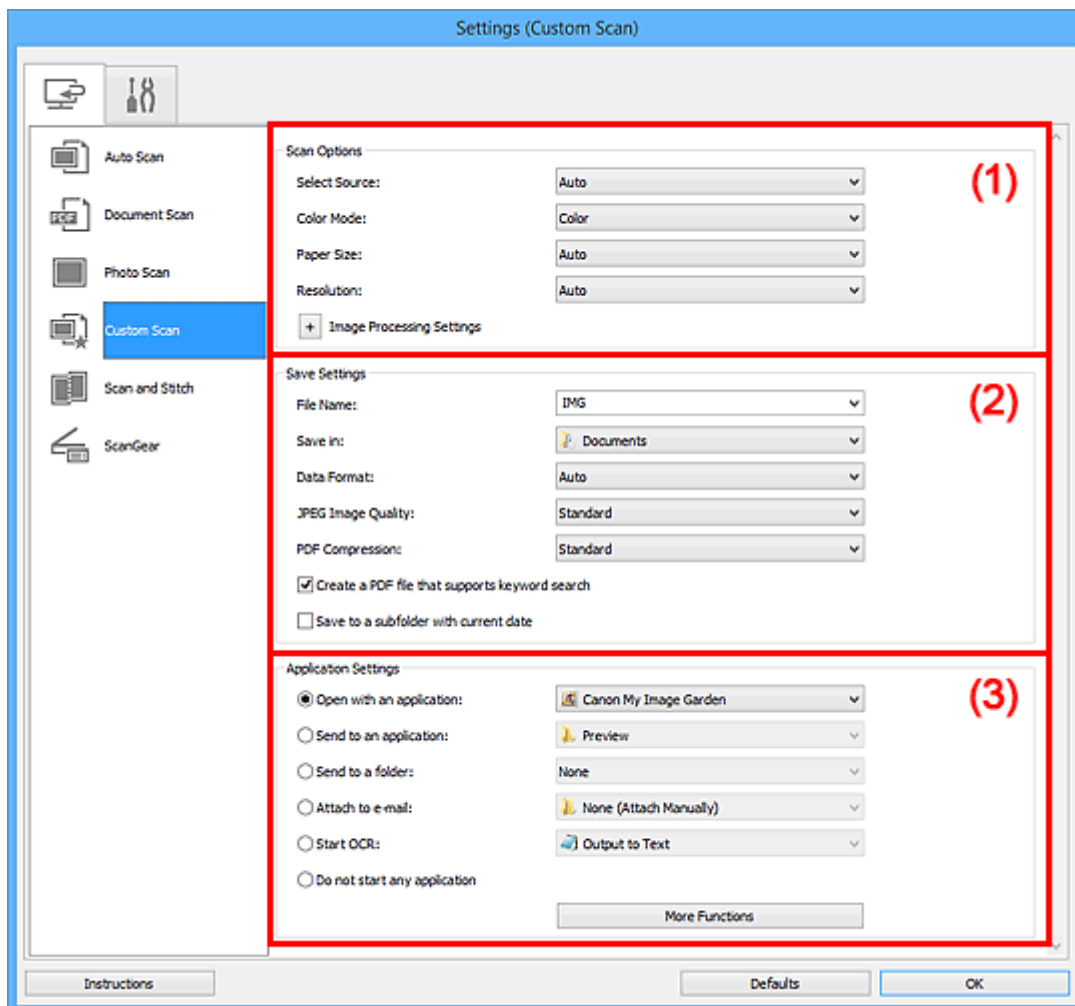 Settings (Custom Scan)
Auto Scan
PDF
Document Scan
Photo Scan
Custom Scan
Scan and Stitch
ScanGear
Scan Options
(1)
Select Source: Auto
Color Mode: Color
Paper Size: Auto
Resolution: Auto
+ Image Processing Settings
Save Settings
(2)
File Name: IMG
Save in: Documents
Data Format: Auto
JPEG Image Quality: Standard
PDF Compression: Standard
Create a PDF file that supports keyword search
Save to a subfolder with current date
Application Settings
(3)
Open with an application: Canon My Image Garden
Send to an application: Preview
Send to a folder: None
Attach to e-mail: None (Attach Manually)
Start OCR: Output to Text
Do not start any application
More Functions
Instructions Defaults OK